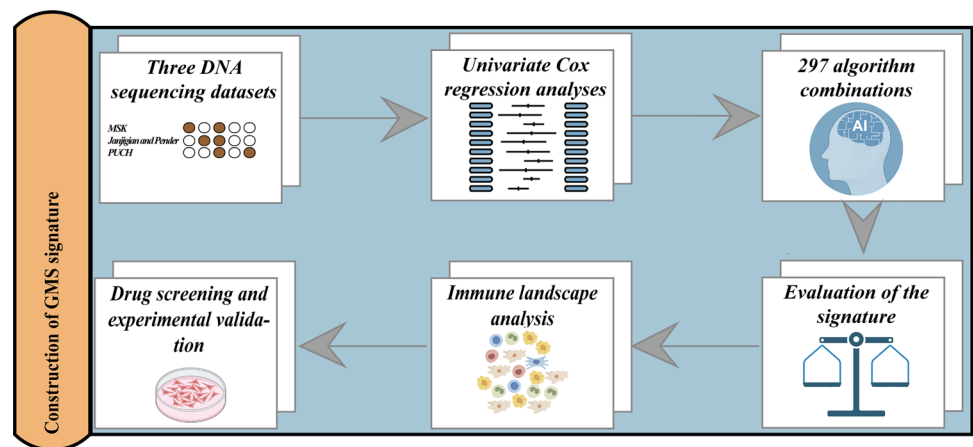 Construction of GMS signature
Three DNA
sequencing datasets
MSK
Janjigian and Pender
PUCH
Univariate Cox
regression analyses
297 algorithm
combinations
AI
Evaluation of the
signature
Immune landscape
analysis
Drug screening and
experimental valida-
tion